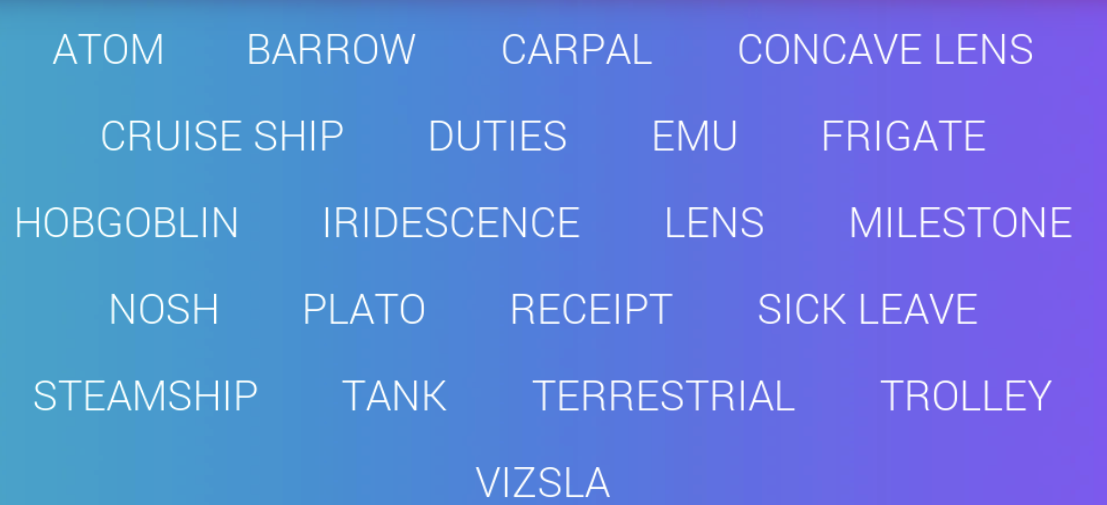 ATOM BARROW CARPAL CONCAVE LENS
CRUISE SHIP DUTIES EMU FRIGATE
HOBGOBLIN IRIDESCENCE LENS MILESTONE
NOSH PLATO RECEIPT SICK LEAVE
STEAMSHIP TANK TERRESTRIAL TROLLEY
VIZSLA